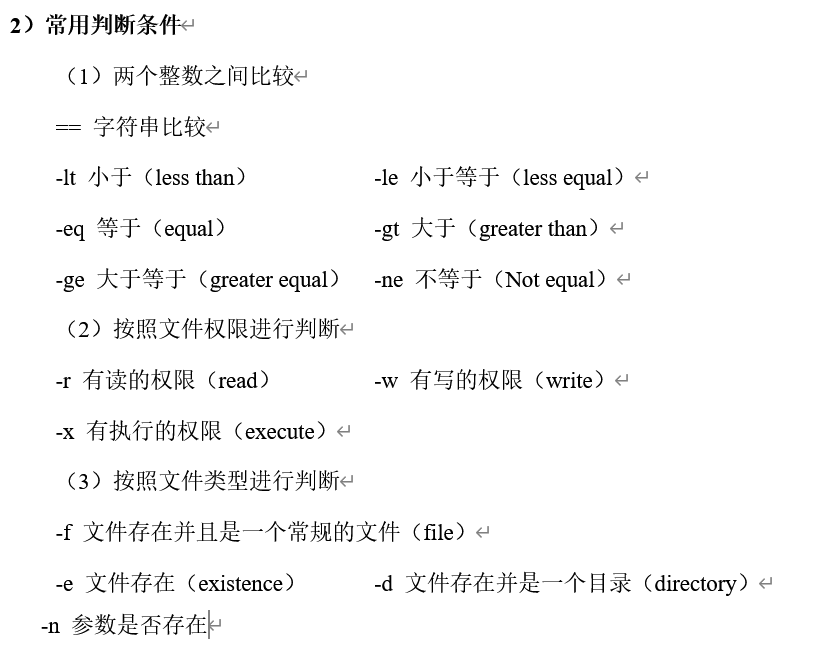 2）常用判断条件
（1）两个整数之间比较
== 字符串比较
-lt 小于（less than） -le 小于等于（less equal）
-eq 等于（equal） -gt 大于（greater than）
-ge 大于等于（greater equal） -ne 不等于（Not equal）
（2）按照文件权限进行判断
-r 有读的权限（read） -w 有写的权限（write）
-x 有执行的权限（execute）
（3）按照文件类型进行判断
-f 文件存在并且是一个常规的文件（file）
-e 文件存在（existence） -d 文件存在并是一个目录（directory）
-n 参数是否存在